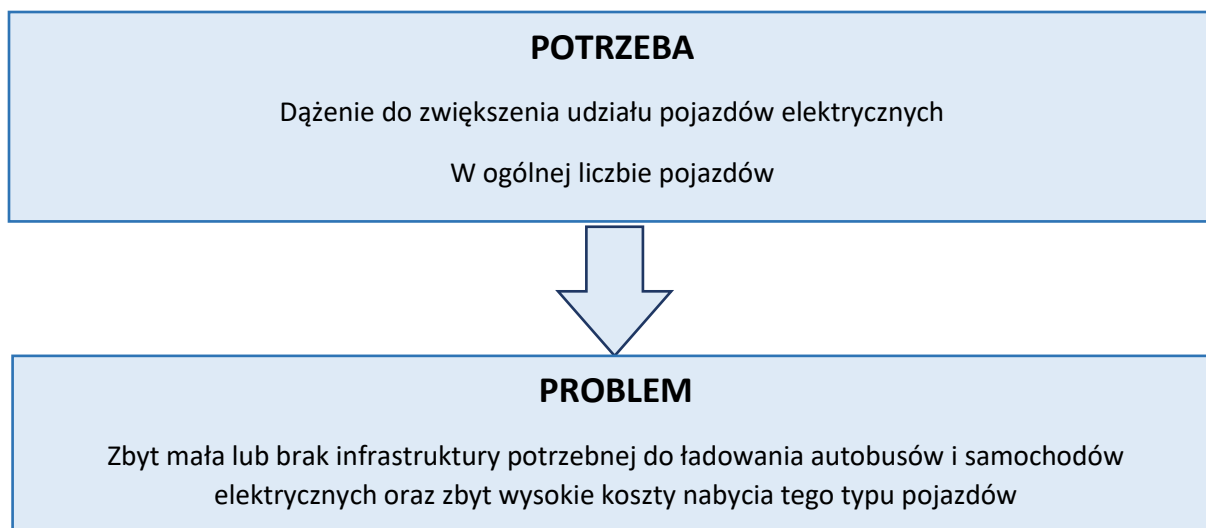 POTRZEBA
Dążenie do zwiększenia udziału pojazdów elektrycznych
W ogólnej liczbie pojazdów
PROBLEM
Zbyt mała lub brak infrastruktury potrzebnej do ładowania autobusów i samochodów
elektrycznych oraz zbyt wysokie koszty nabycia tego typu pojazdów